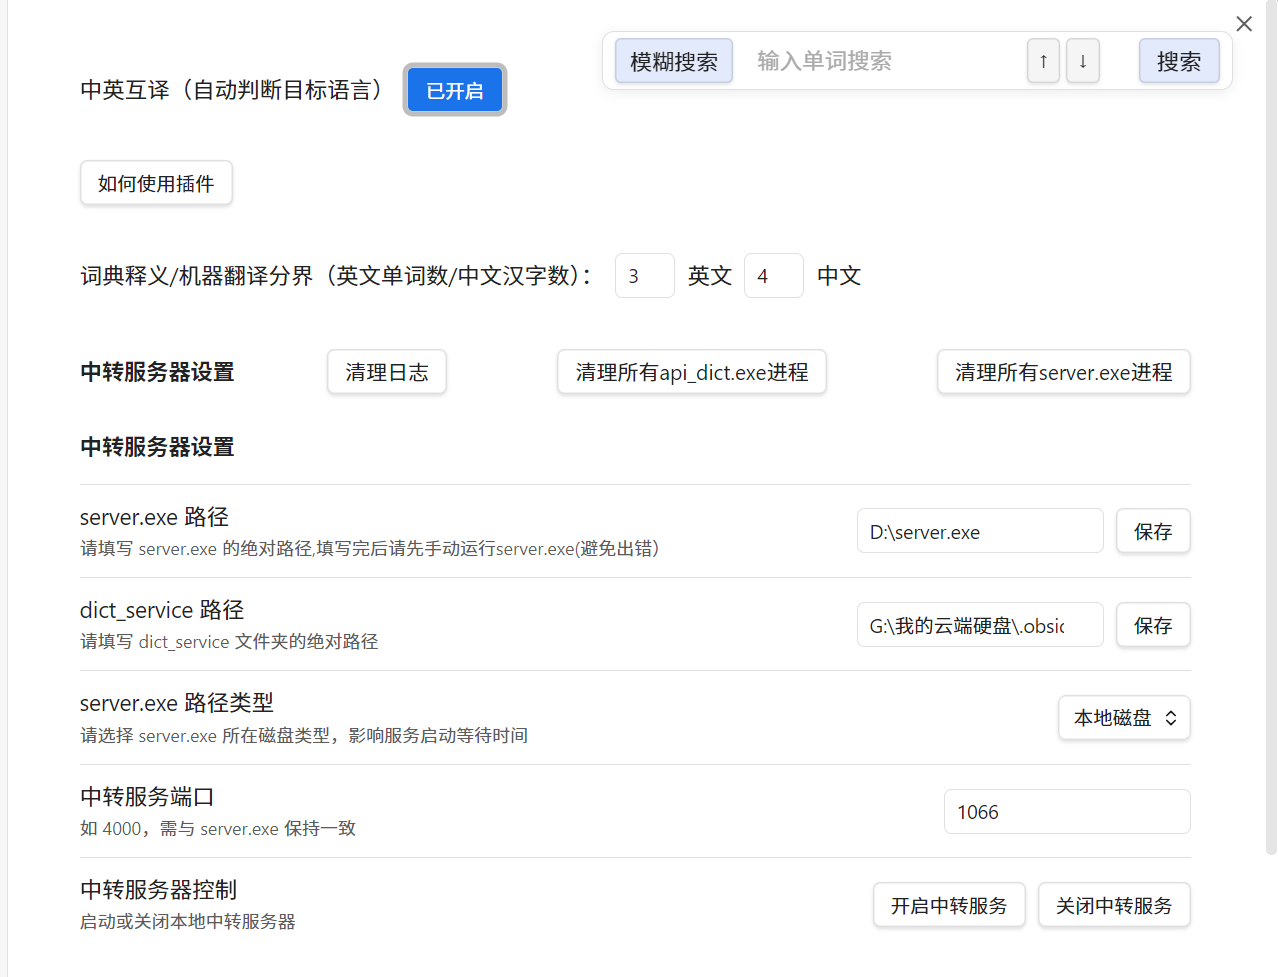 模糊搜索 输入单词搜索 ↑ ↓ 搜索
中英互译（自动判断目标语言） 已开启
如何使用插件
词典释义/机器翻译分界（英文单词数/中文汉字数）： 3 英文 4 中文
中转服务器设置 清理日志 清理所有api_dict.exe进程 清理所有server.exe进程
中转服务器设置
server.exe 路径
请填写 server.exe 的绝对路径,填写完后请先手动运行server.exe(避免出错）
D:\server.exe 保存
dict_service 路径
请填写 dict_service 文件夹的绝对路径
G:\我的云端硬盘\.obsi 保存
server.exe 路径类型
请选择 server.exe 所在磁盘类型，影响服务启动等待时间
本地磁盘
中转服务端口
如 4000，需与 server.exe 保持一致
1066
中转服务器控制
启动或关闭本地中转服务器
开启中转服务 关闭中转服务